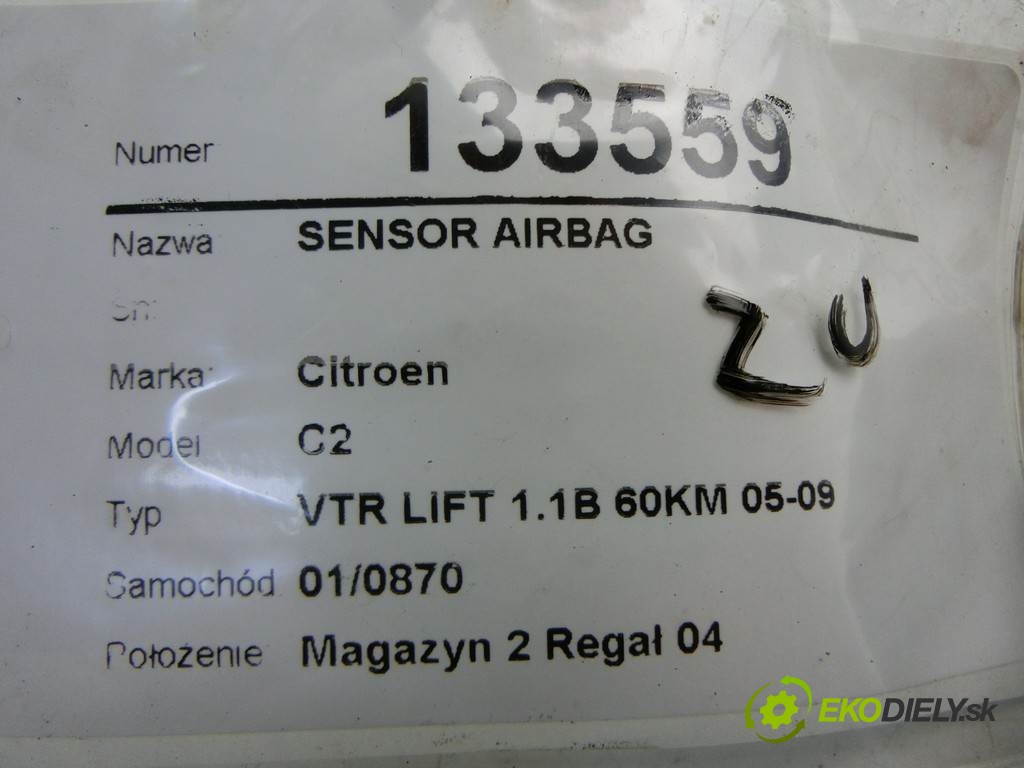 Numer 133559
Nazwa SENSOR AIRBAG
Sn:
Marka Citroen
Model C2
Typ VTR LIFT 1.1B 60KM 05-09
Samochód 01/0870
Położenie Magazyn 2 Regał 04
ZU
EKODIELY.sk